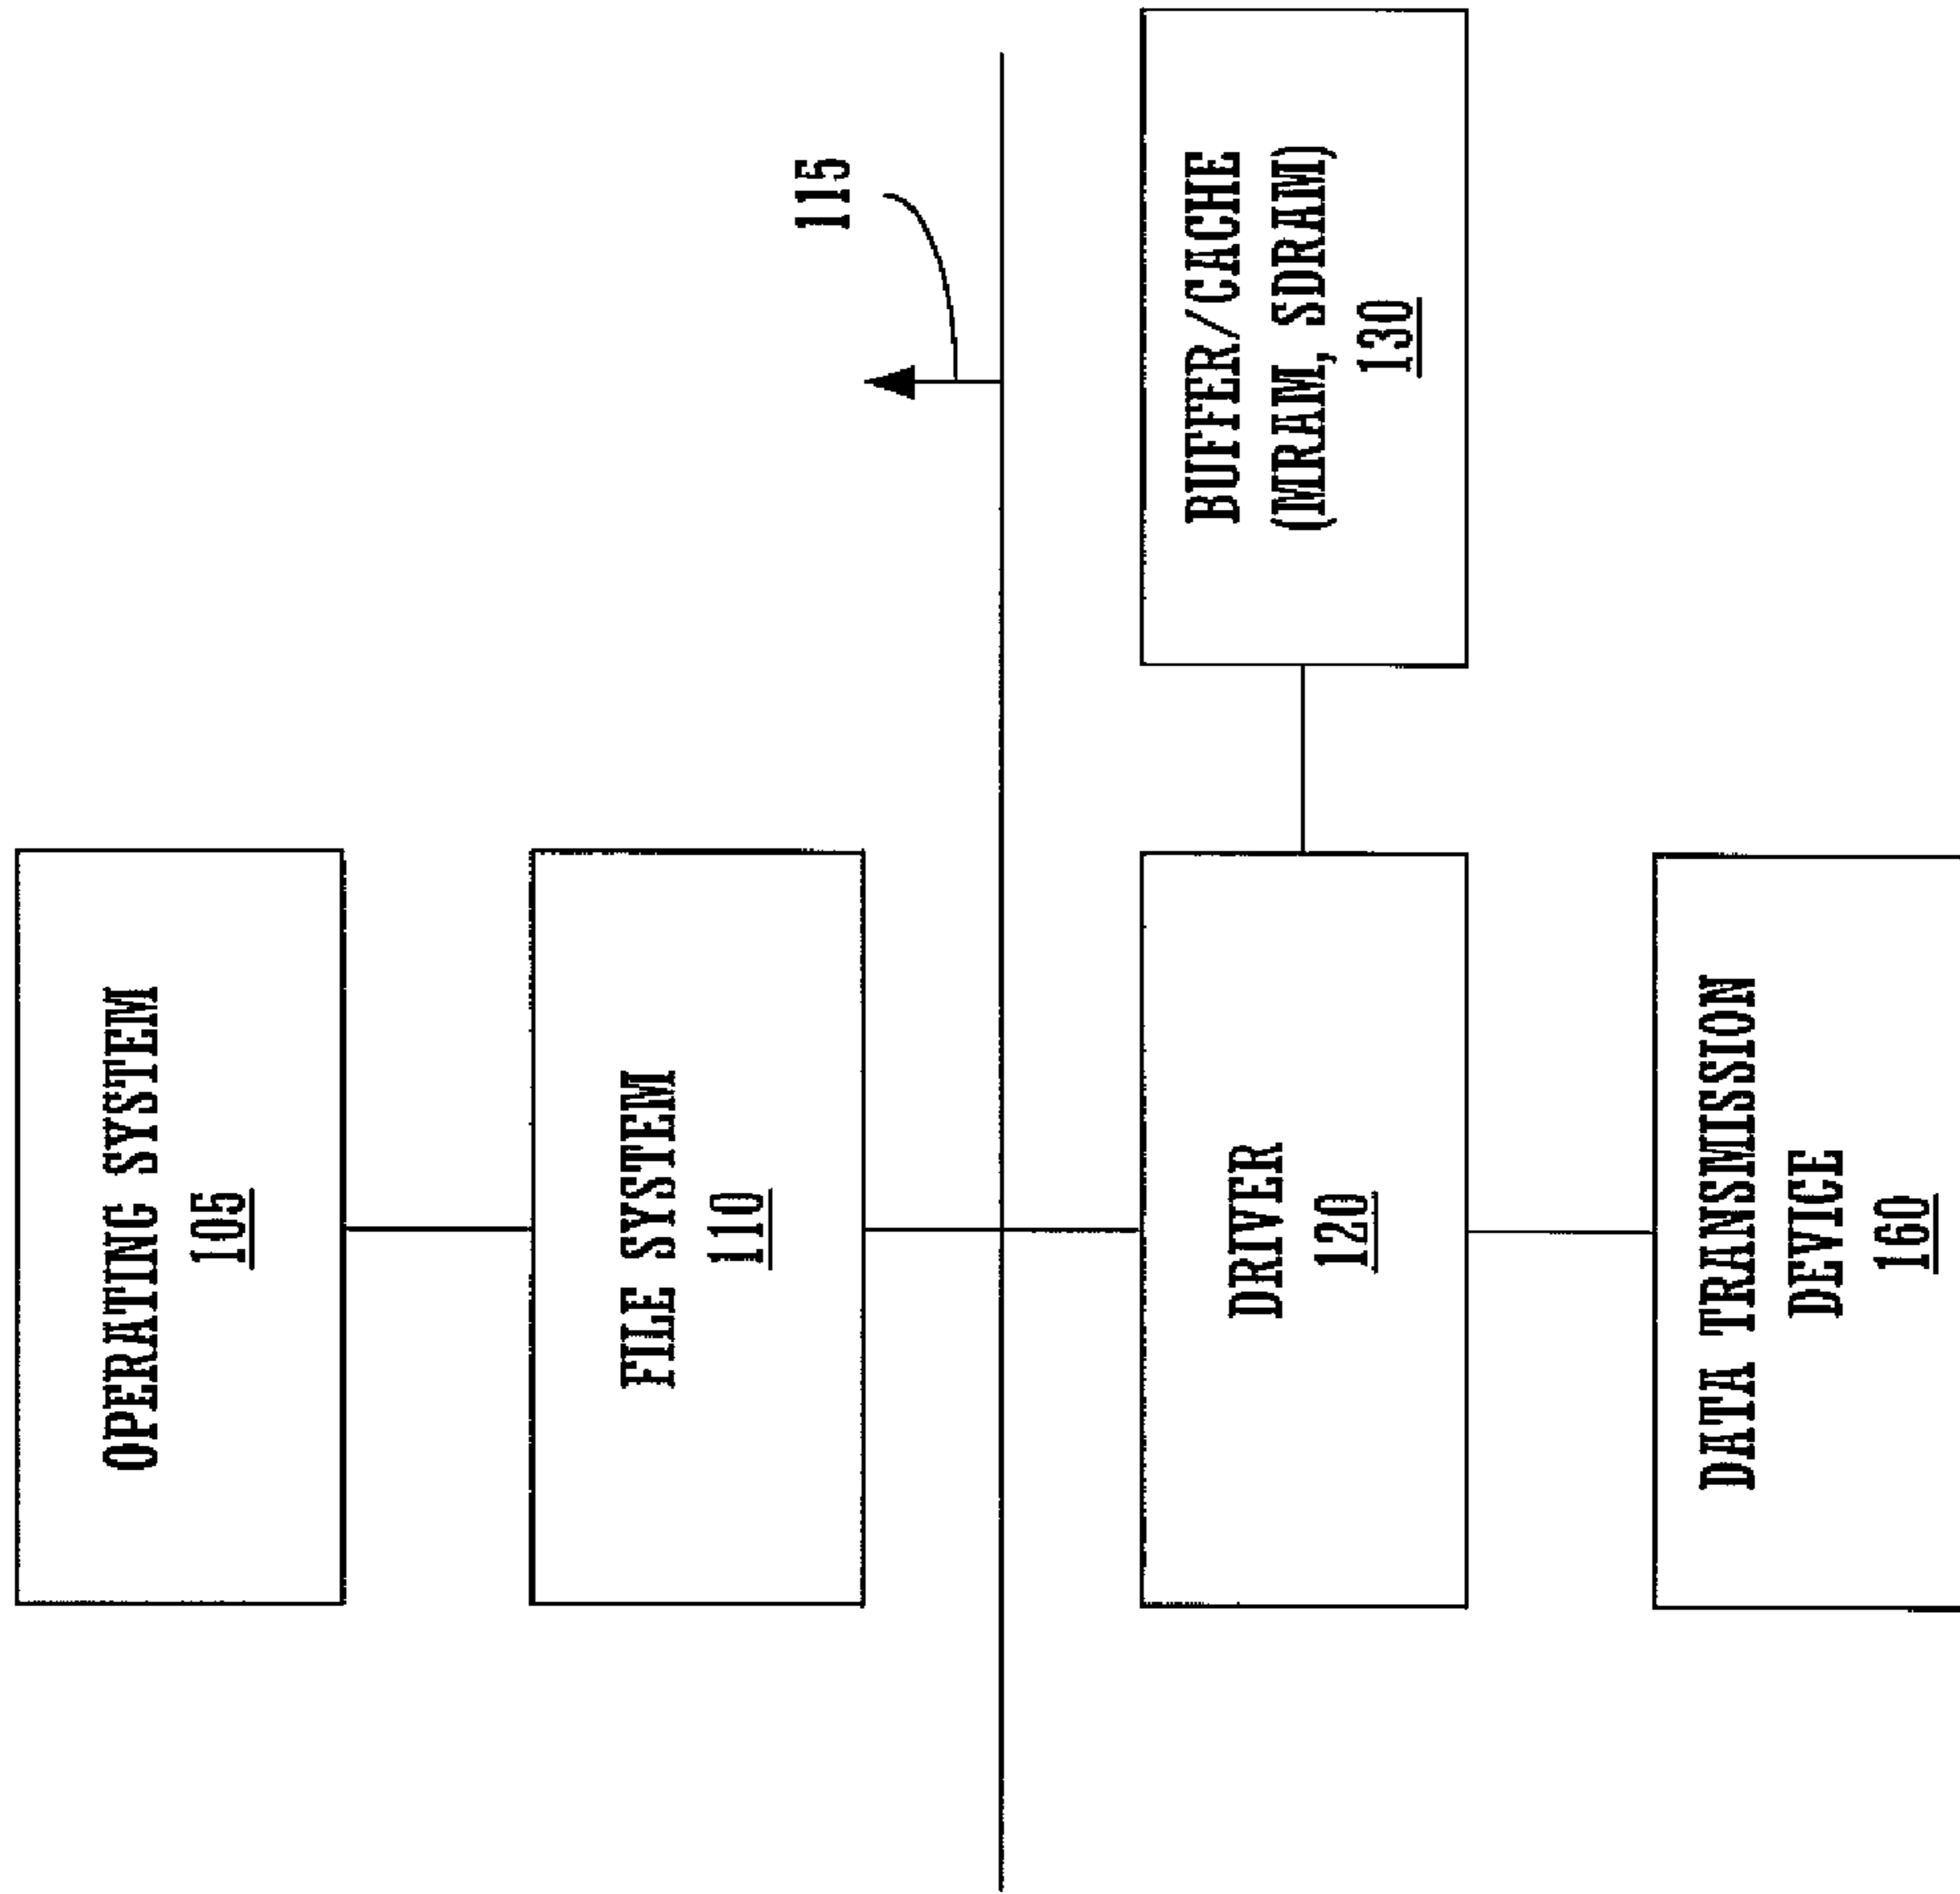 OPERATING SYSTEM
105
FILE SYSTEM
110
115
DRIVER
120
BUFFER/CACHE
(MRAM, SDRAM)
130
DATA TRANSMISSION
DEVICE
160